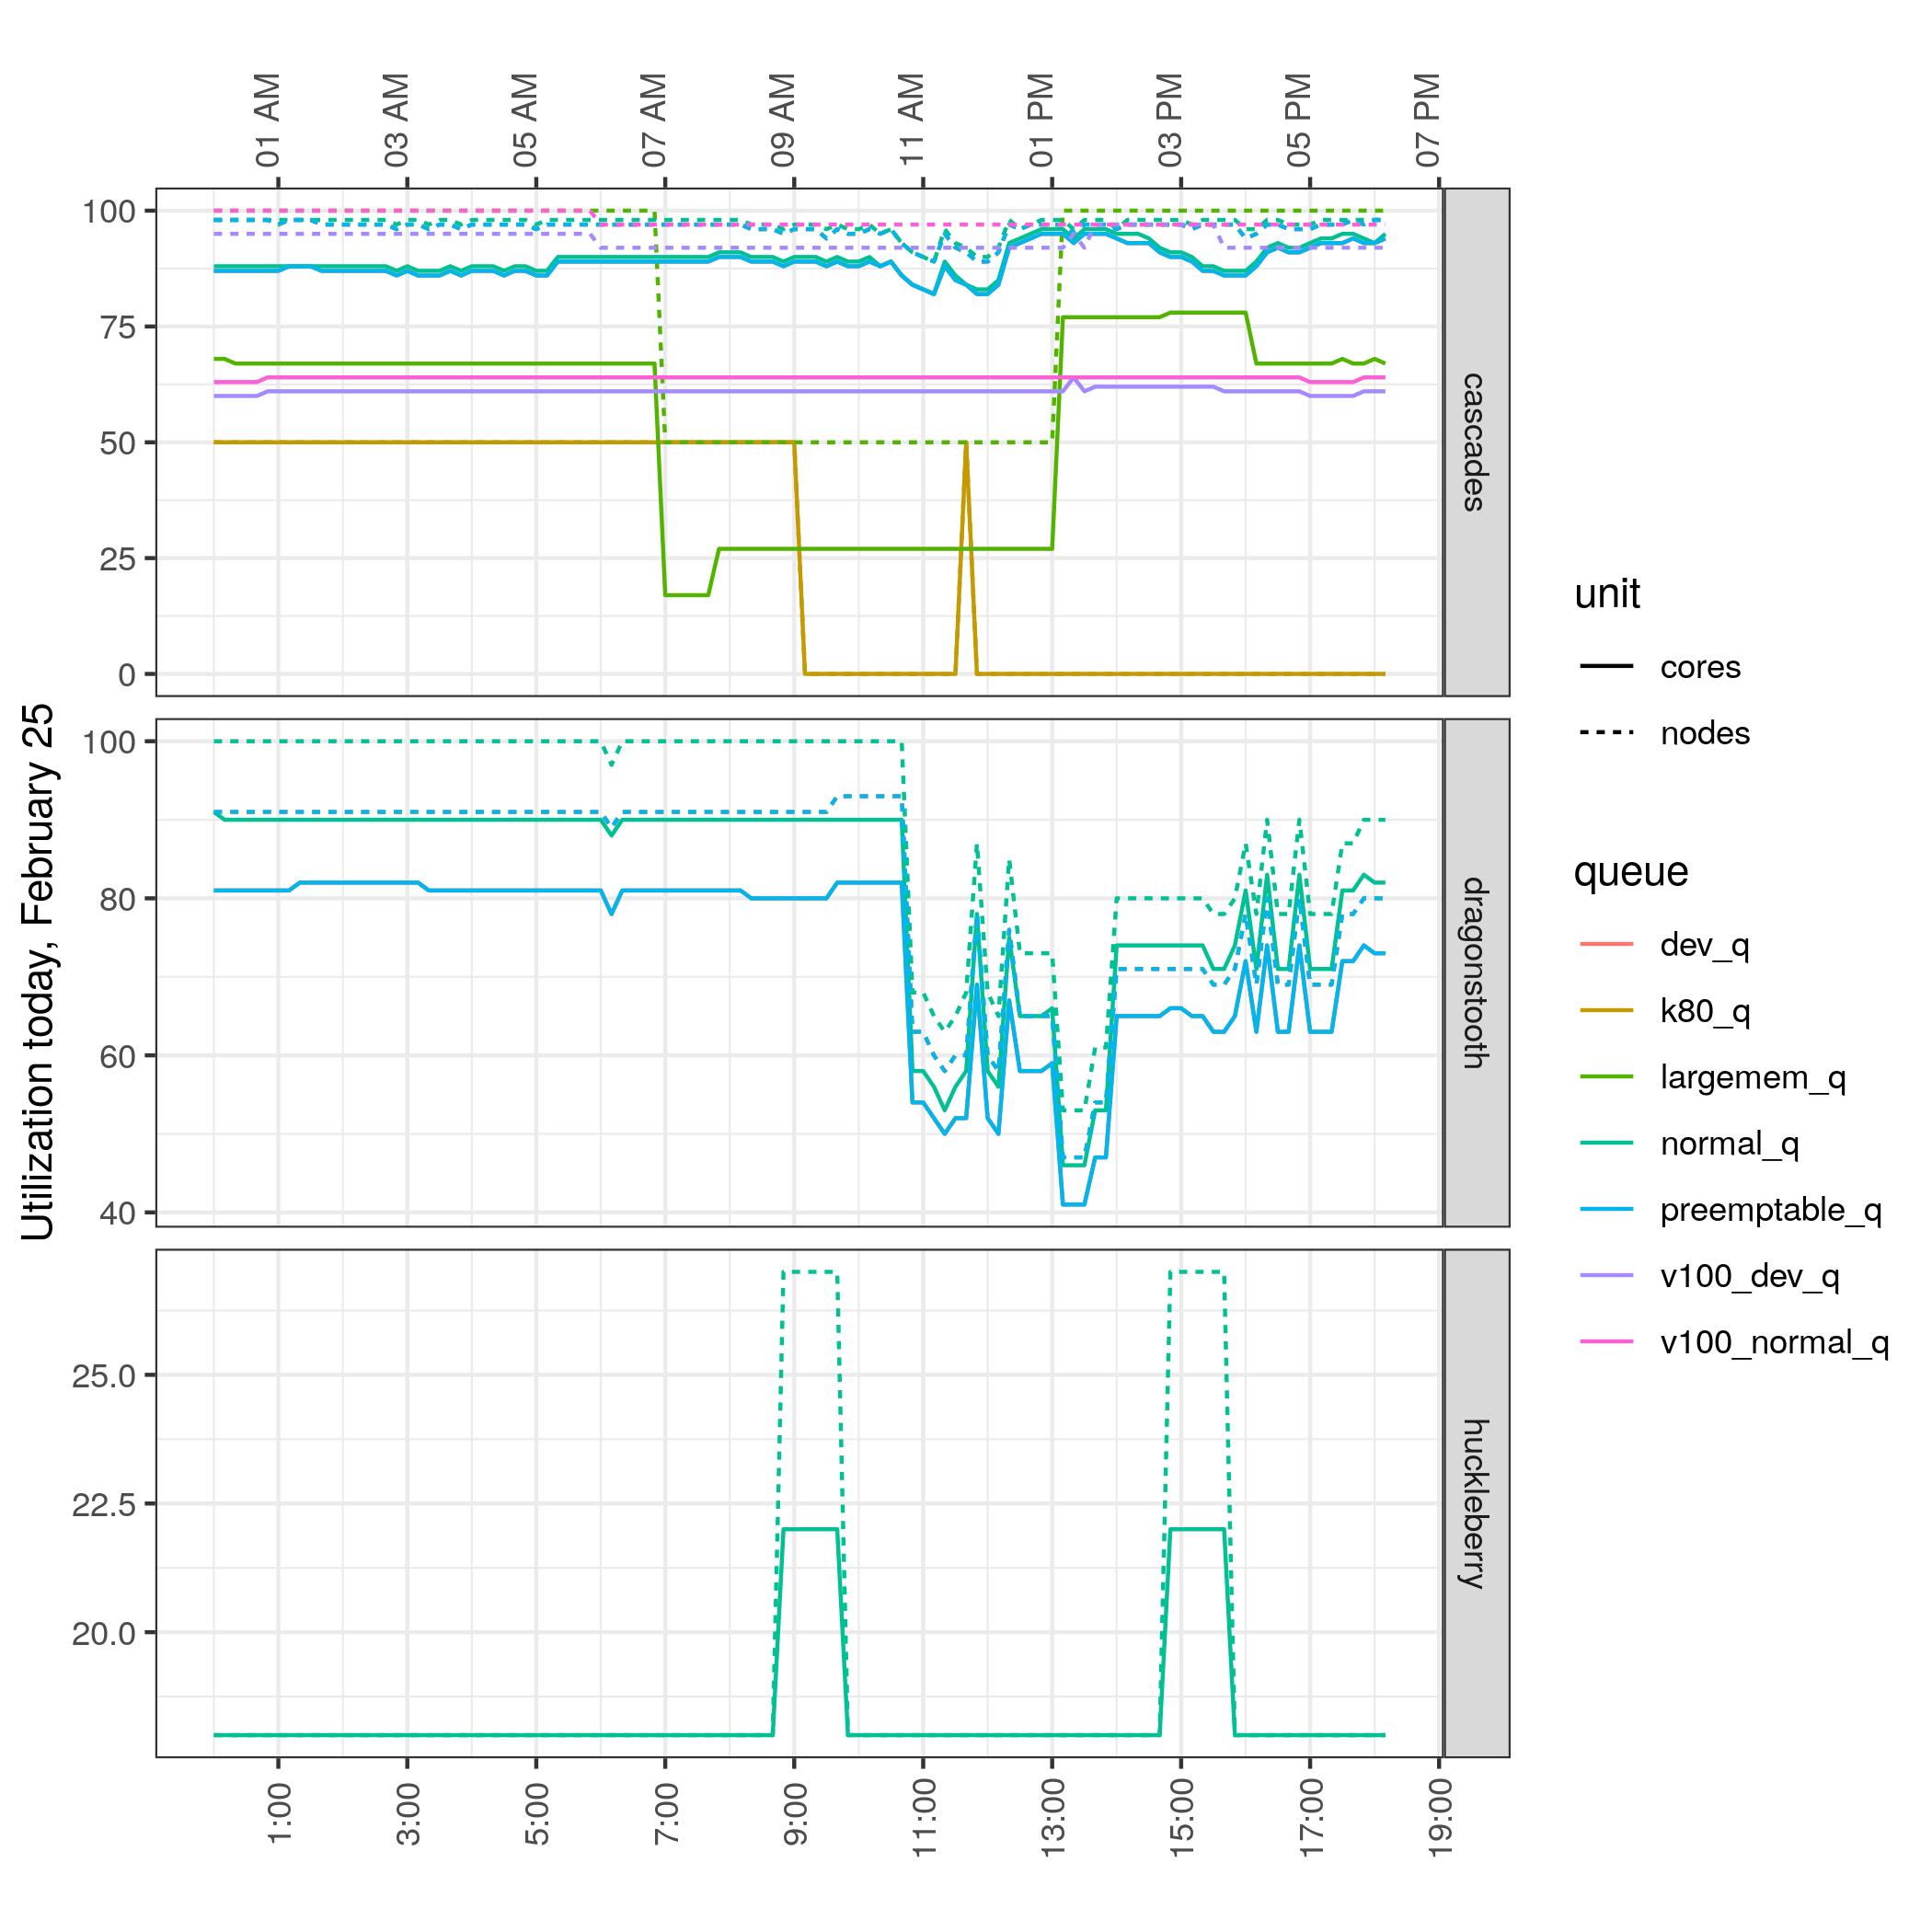 01 AM
03 AM
05 AM
07 AM
09 AM
11 AM
01 PM
03 PM
05 PM
07 PM
Utilization today, February 25
100
75
50
25
0
cascades
100
80
60
40
dragonstooth
25.0
22.5
20.0
huckleberry
1:00
3:00
5:00
7:00
9:00
11:00
13:00
15:00
17:00
19:00
unit
cores
nodes
queue
dev_q
k80_q
largemem_q
normal_q
preemptable_q
v100_dev_q
v100_normal_q